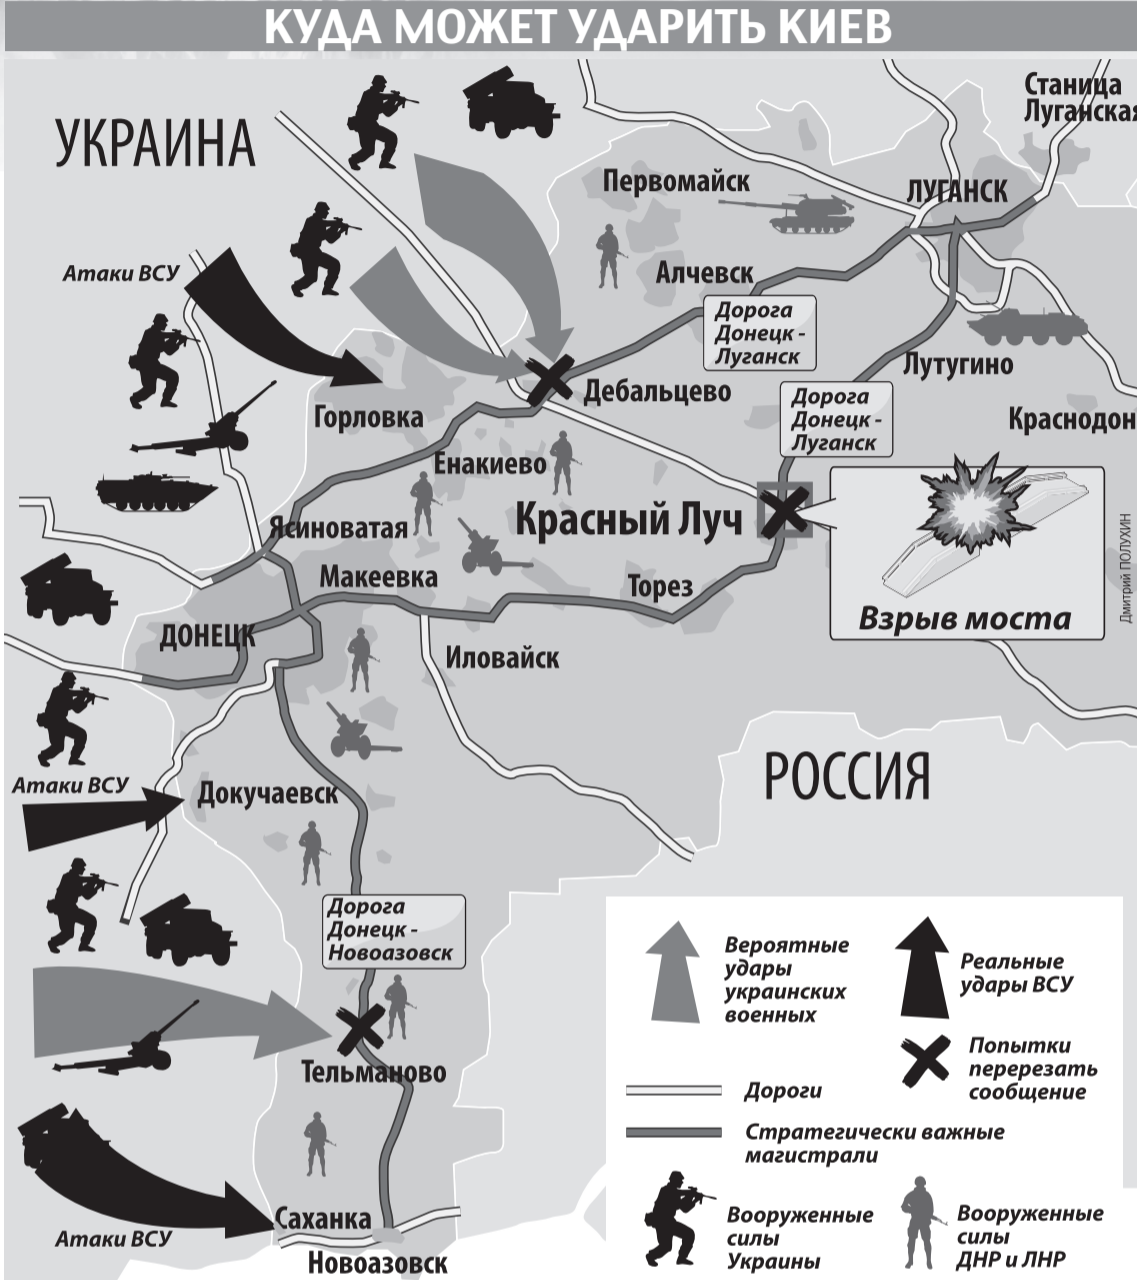 КУДА МОЖЕТ УДАРИТЬ КИЕВ
Станица
Луганская
УКРАИНА
Первомайск
ЛУГАНСК
Атаки ВСУ
Алчевск
Дорога
Донецк -
Луганск
Лутугино
Дебальцево
Дорога
Донецк -
Луганск
Горловка
Краснодон
Енакиево
Красный Луч
Ясиноватая
Макеевка
Торез
Взрыв моста
Дмитрий ПОЛУХИН
ДОНЕЦК
Иловайск
РОССИЯ
Атаки ВСУ
Докучаевск
Дорога
Донецк -
Новоазовск
Тельманово
Саханка
Атаки ВСУ
Новоазовск
Вероятные
удары
украинских
военных
Реальные
удары ВСУ
Попытки
перерезать
сообщение
Дороги
Стратегически важные
магистрали
Вооруженные
силы
Украины
Вооруженные
силы
ДНР и ЛНР